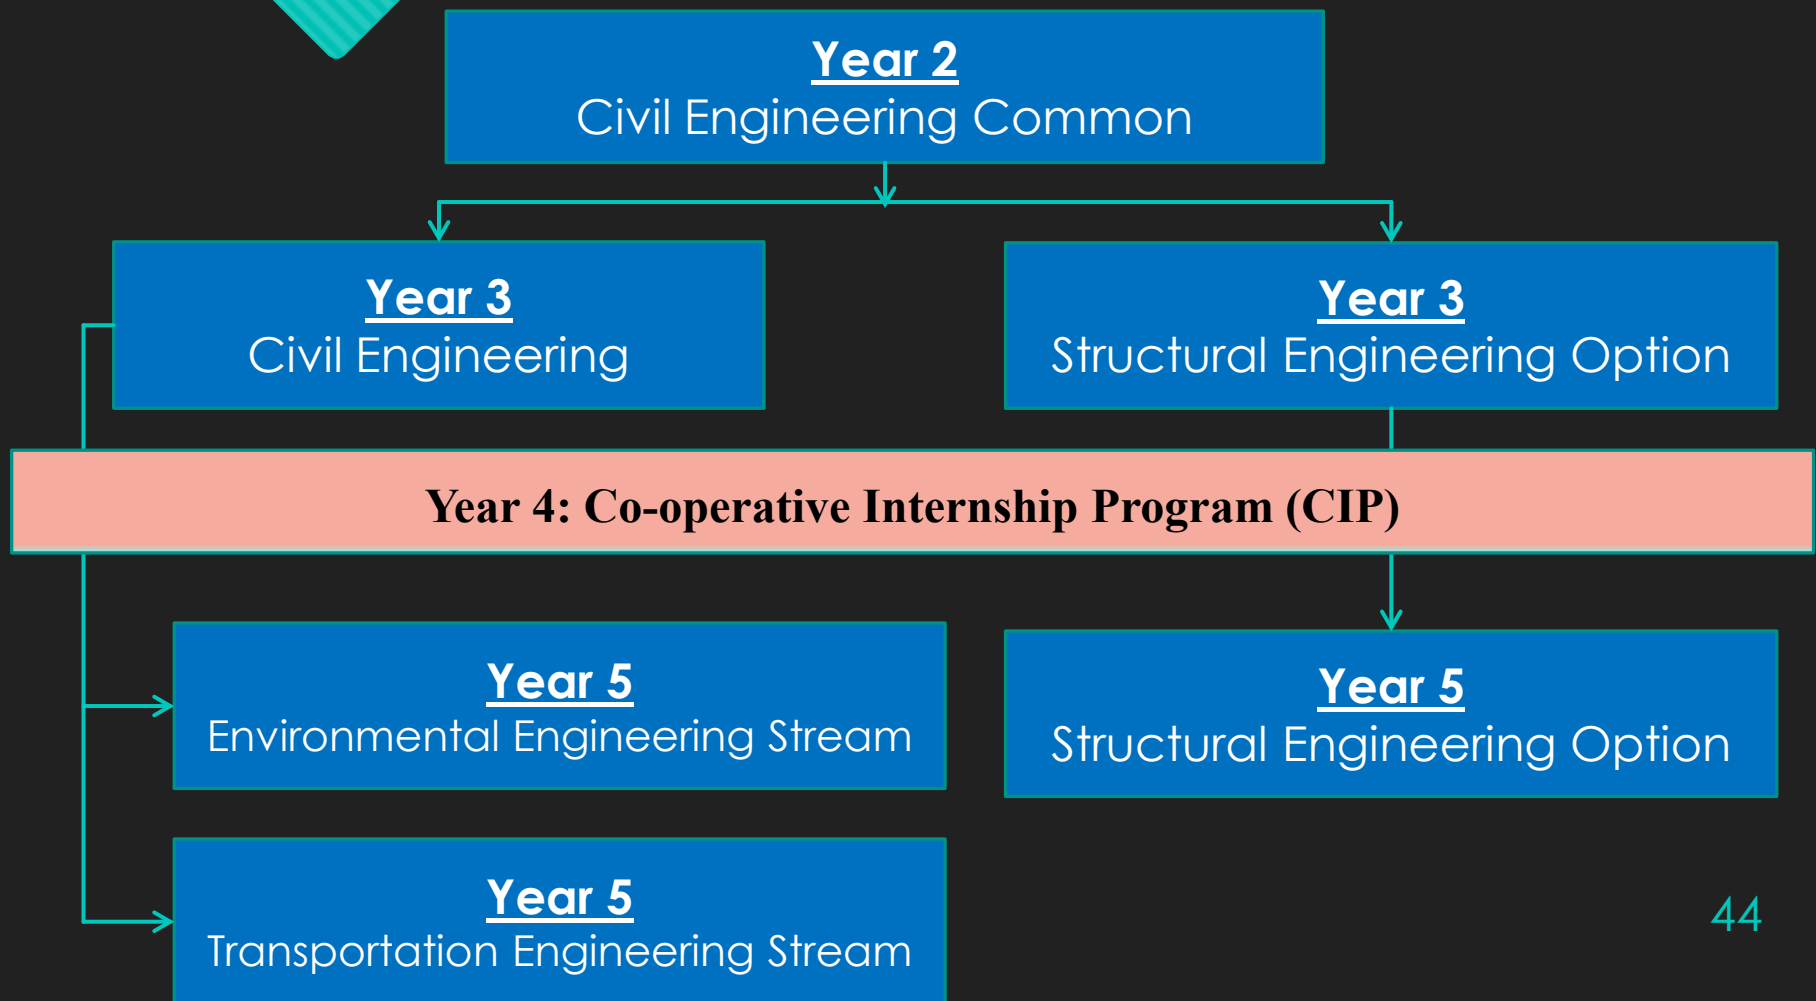 Year 2
Civil Engineering Common
Year 3
Civil Engineering
Year 3
Structural Engineering Option
Year 4: Co-operative Internship Program (CIP)
Year 5
Environmental Engineering Stream
Year 5
Structural Engineering Option
Year 5
Transportation Engineering Stream
44